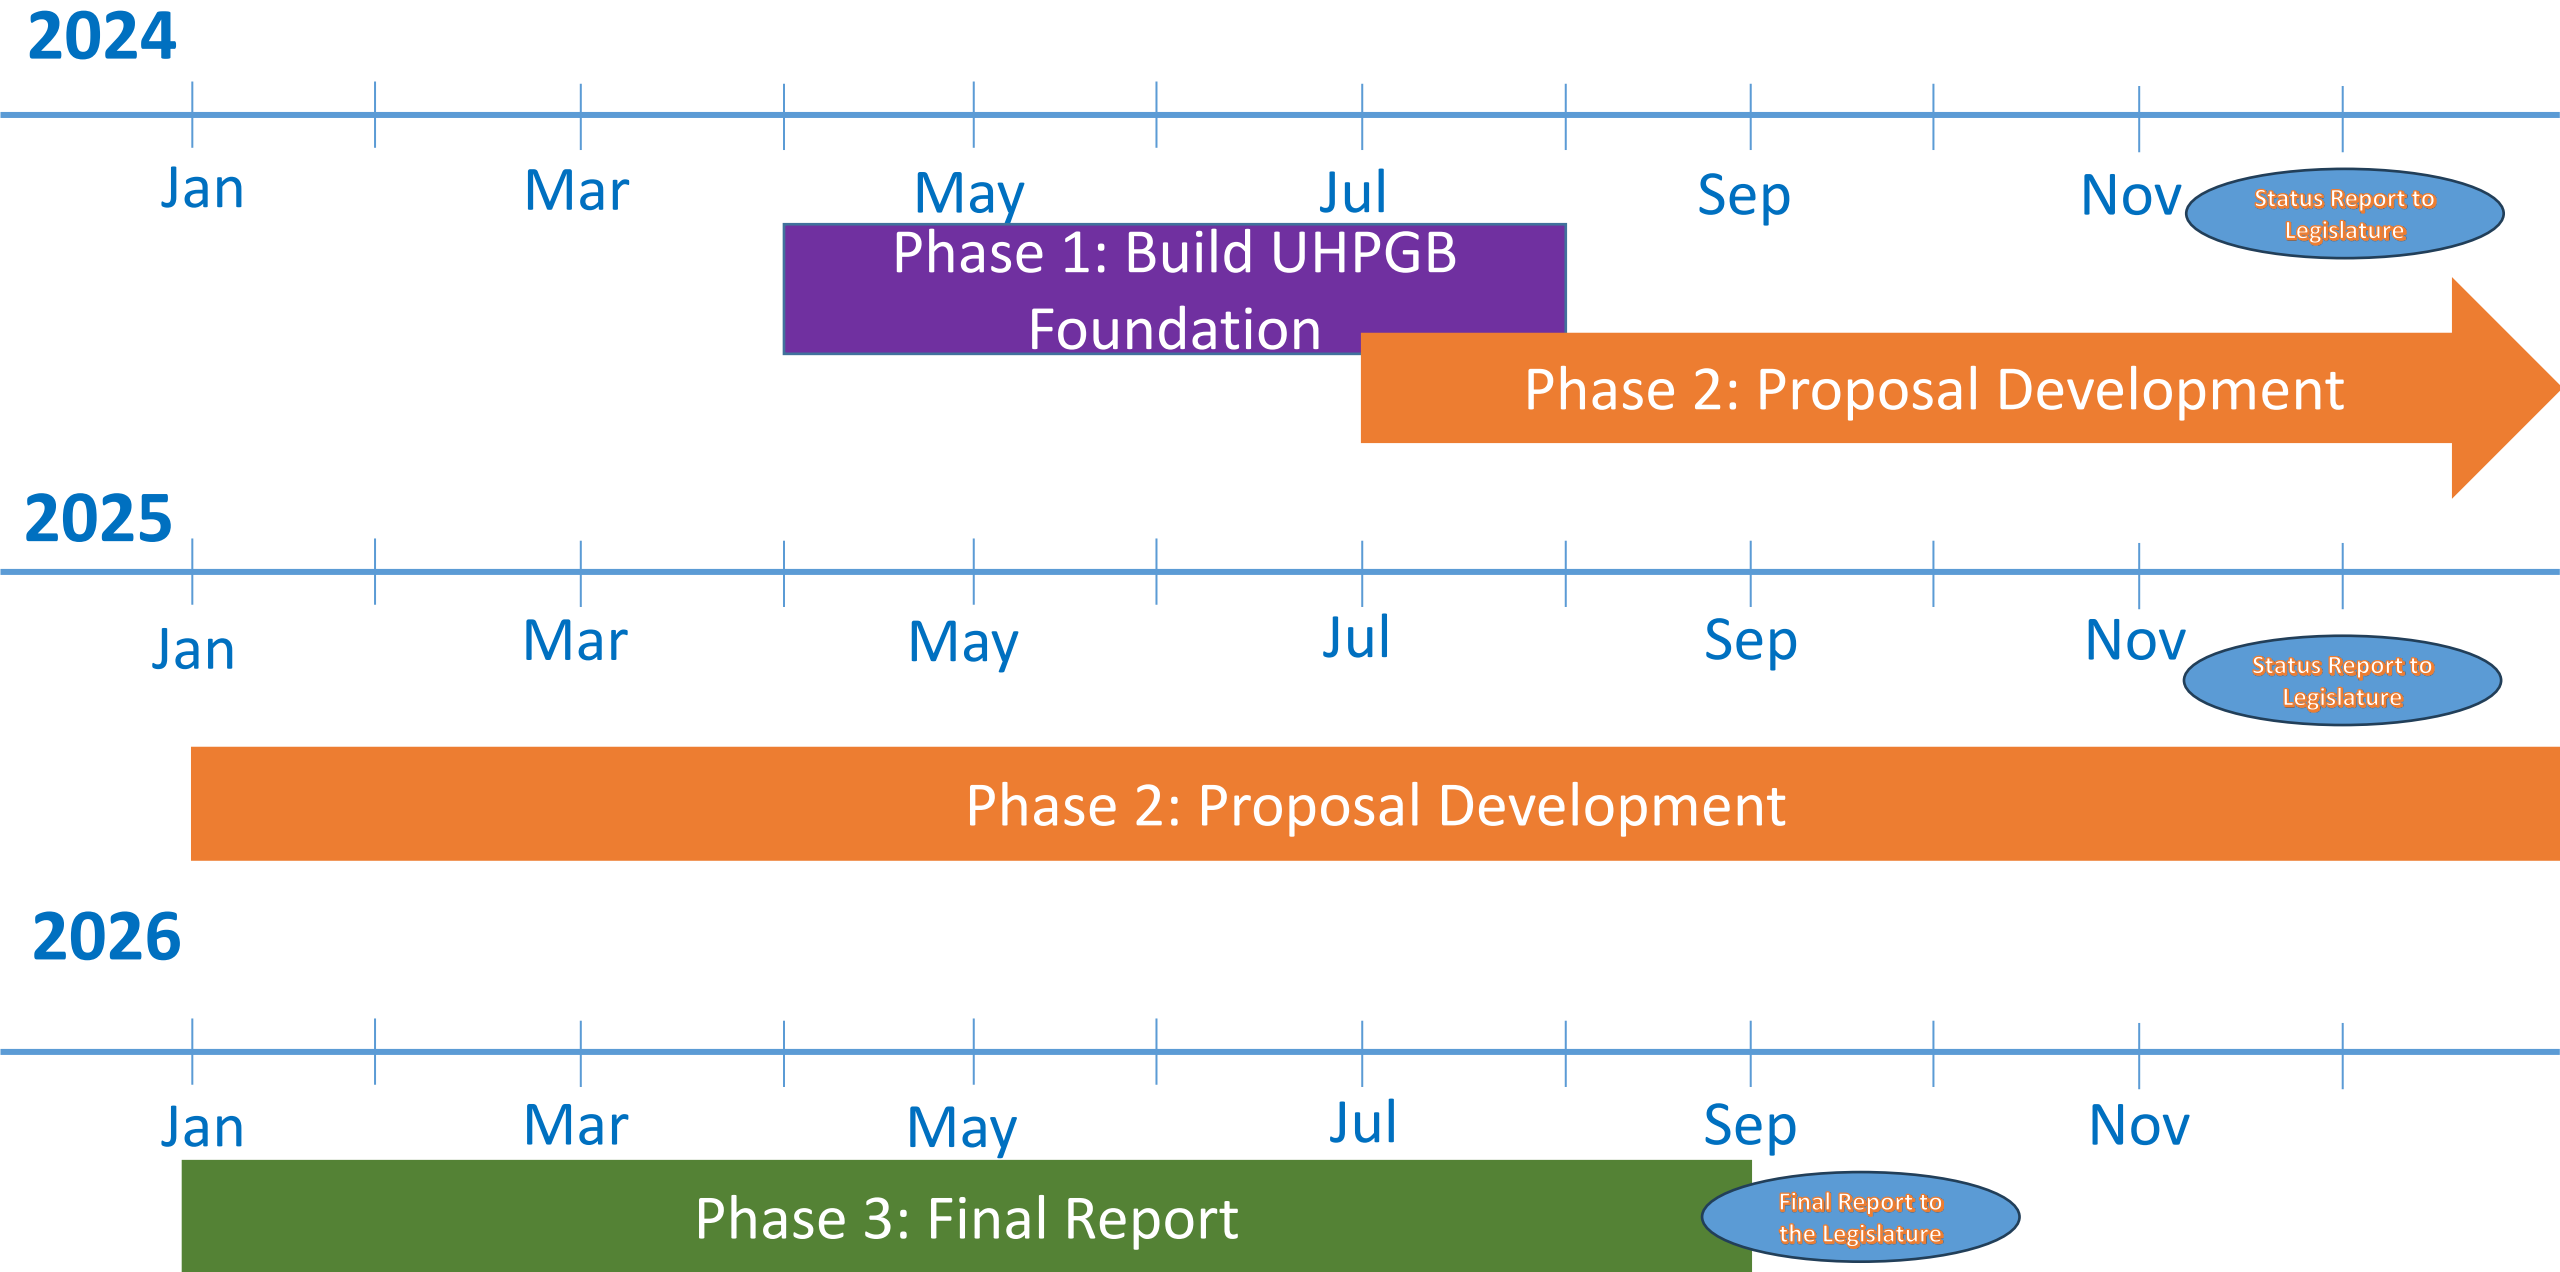 2024
Jan
Mar
May
Jul
Sep
Nov
Status Report to
Legislature
Phase 1: Build UHPGB
Foundation
Phase 2: Proposal Development
2025
Jan
Mar
May
Jul
Sep
Nov
Status Report to
Legislature
Phase 2: Proposal Development
2026
Jan
Mar
May
Jul
Sep
Nov
Phase 3: Final Report
Final Report to
the Legislature